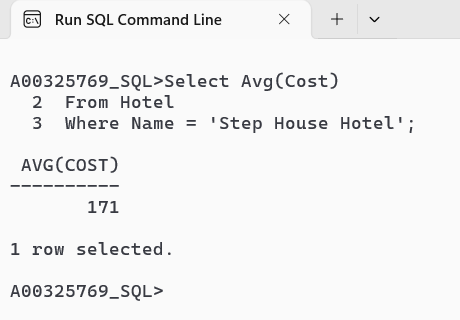 Run SQL Command Line
A00325769_SQL>Select Avg(Cost)
2 From Hotel
3 Where Name = 'Step House Hotel';
AVG(COST)
----------
171
1 row selected.
A00325769_SQL>